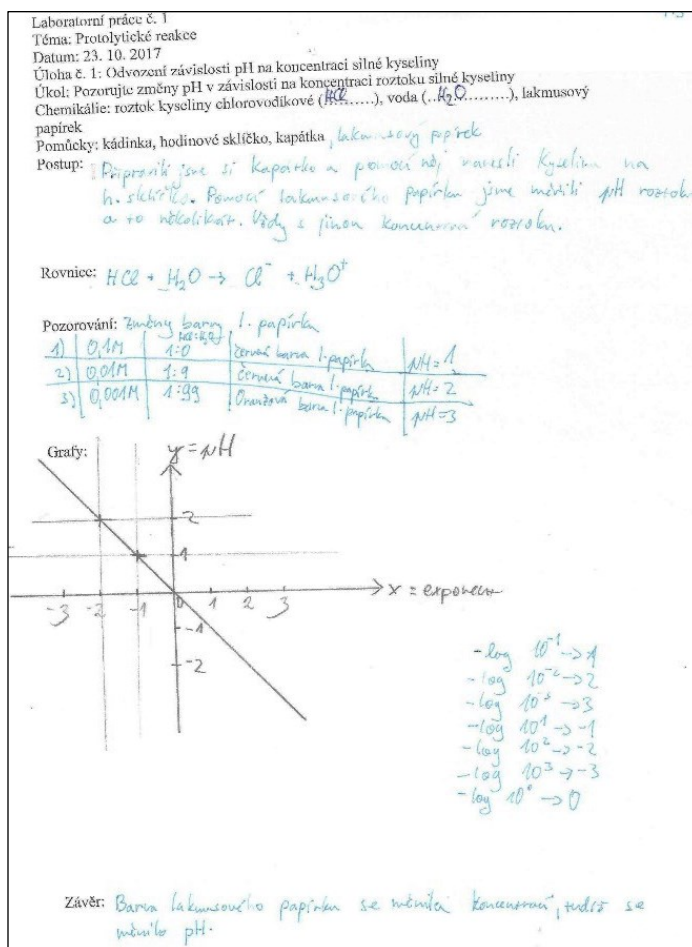 Laboratorní práce č. 1
Téma: Protolytické reakce
Datum: 23. 10. 2017
Úloha č. 1: Odvození závislosti pH na koncentraci silné kyseliny
Úkol: Pozorujte změny pH v závislosti na koncentraci roztoku silné kyseliny
Chemikálie: roztok kyseliny chlorovodíkové (HCl........), voda (..H₂O............), lakmusový
papírek
Pomůcky: kádinka, hodinové sklíčko, kapátka, lakmusový papírek
Postup: Připravili jsme si kapátko a pomocí něj nanesli kyselinu na
h. sklíčko. Pomocí lakmusového papírku jsme měřili pH roztoku
a to několikrát. Vždy s jinou koncentrací roztoku.
Rovnice: HCl + H₂O → Cl⁻ + H₃O⁺
Pozorování: Změny barvy l. papírku
HCl : H₂O
1) 0,1M 1:0 červená barva l. papírku pH = 1
2) 0,01M 1:9 červená barva l. papírku pH = 2
3) 0,001M 1:99 Oranžová barva l. papírku pH = 3
Grafy: y = pH
2
1
-3 -2 -1 0 1 2 3 x = exponent
-1
-2
-log 10⁻¹ → 1
-log 10⁻² → 2
-log 10⁻³ → 3
-log 10¹ → -1
-log 10² → -2
-log 10³ → -3
-log 10⁰ → 0
Závěr: Barva lakmusového papírku se měnila koncentrací, tudíž se
měnilo pH.